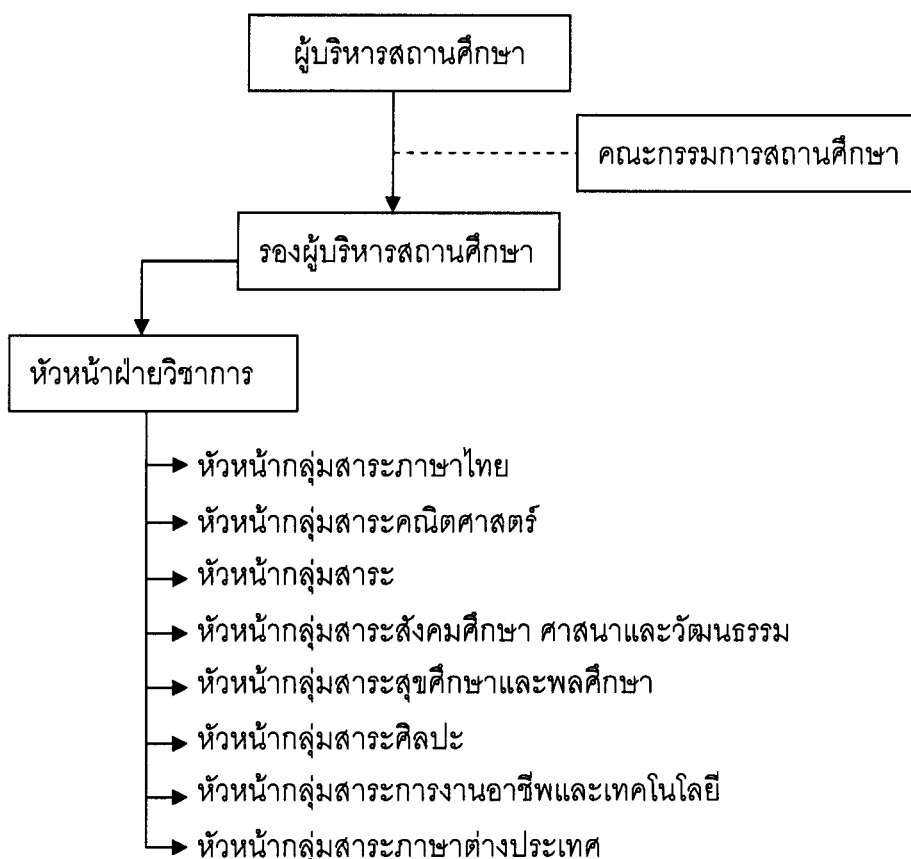 ผู้บริหารสถานศึกษา
คณะกรรมการสถานศึกษา
รองผู้บริหารสถานศึกษา
หัวหน้าฝ่ายวิชาการ
หัวหน้ากลุ่มสาระภาษาไทย
หัวหน้ากลุ่มสาระคณิตศาสตร์
หัวหน้ากลุ่มสาระ
หัวหน้ากลุ่มสาระสังคมศึกษา ศาสนาและวัฒนธรรม
หัวหน้ากลุ่มสาระสุขศึกษาและพลศึกษา
หัวหน้ากลุ่มสาระศิลปะ
หัวหน้ากลุ่มสาระการงานอาชีพและเทคโนโลยี
หัวหน้ากลุ่มสาระภาษาต่างประเทศ